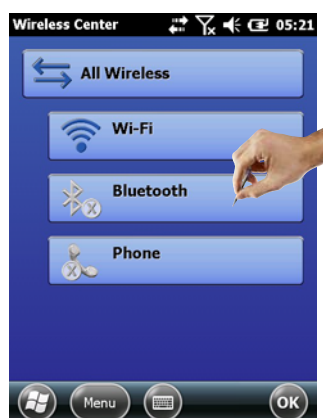 Wireless Center 05:21
All Wireless
Wi-Fi
Bluetooth
Phone
Menu OK